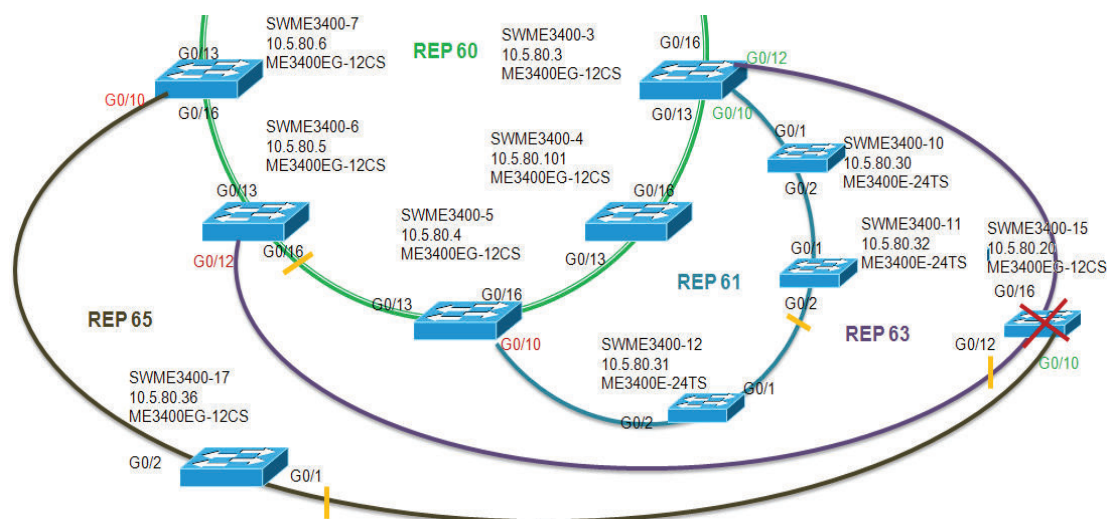 SWME3400-7
10.5.80.6
ME3400EG-12CS
G0/13
G0/10
G0/16
REP 60
SWME3400-3
10.5.80.3
ME3400EG-12CS
G0/16
G0/12
G0/13
G0/10
SWME3400-6
10.5.80.5
ME3400EG-12CS
G0/13
G0/16
G0/12
SWME3400-4
10.5.80.101
ME3400EG-12CS
G0/16
G0/13
G0/1
SWME3400-10
10.5.80.30
ME3400E-24TS
G0/2
SWME3400-5
10.5.80.4
ME3400EG-12CS
G0/13
G0/16
G0/10
SWME3400-11
10.5.80.32
ME3400E-24TS
G0/1
G0/2
SWME3400-15
10.5.80.20
ME3400EG-12CS
G0/16
G0/12
G0/10
REP 61
REP 63
REP 65
SWME3400-12
10.5.80.31
ME3400E-24TS
G0/1
G0/2
SWME3400-17
10.5.80.36
ME3400EG-12CS
G0/2
G0/1